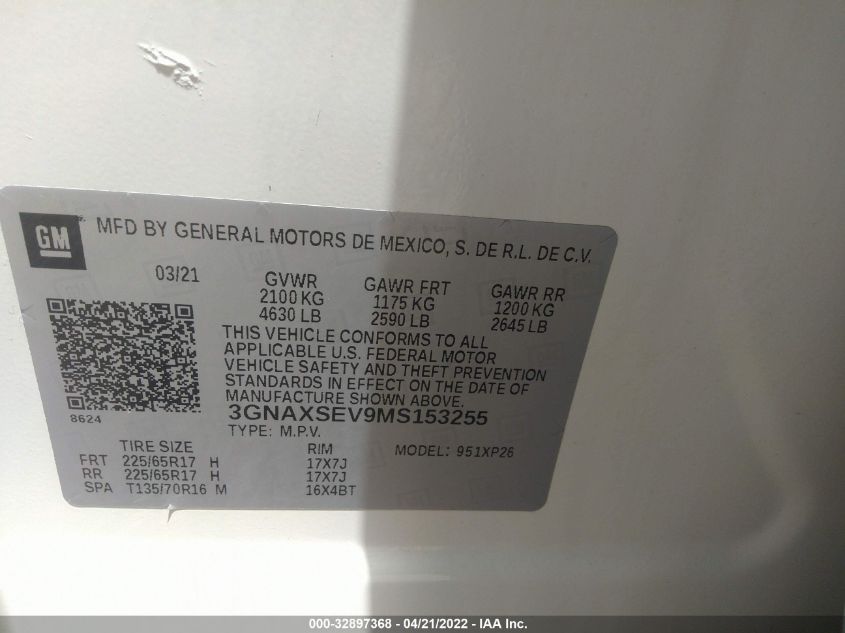 GM
MFD BY GENERAL MOTORS DE MEXICO, S. DE R.L. DE C.V.
03/21
GVWR GAWR FRT GAWR RR
2100 KG 1175 KG 1200 KG
4630 LB 2590 LB 2645 LB
THIS VEHICLE CONFORMS TO ALL
APPLICABLE U.S. FEDERAL MOTOR
VEHICLE SAFETY AND THEFT PREVENTION
STANDARDS IN EFFECT ON THE DATE OF
MANUFACTURE SHOWN ABOVE.
8624
3GNAXSEV9MS153255
TYPE: M.P.V.
TIRE SIZE RIM MODEL: 951XP26
FRT 225/65R17 H 17X7J
RR 225/65R17 H 17X7J
SPA T135/70R16 M 16X4BT
000-32897368 - 04/21/2022 - IAA Inc.